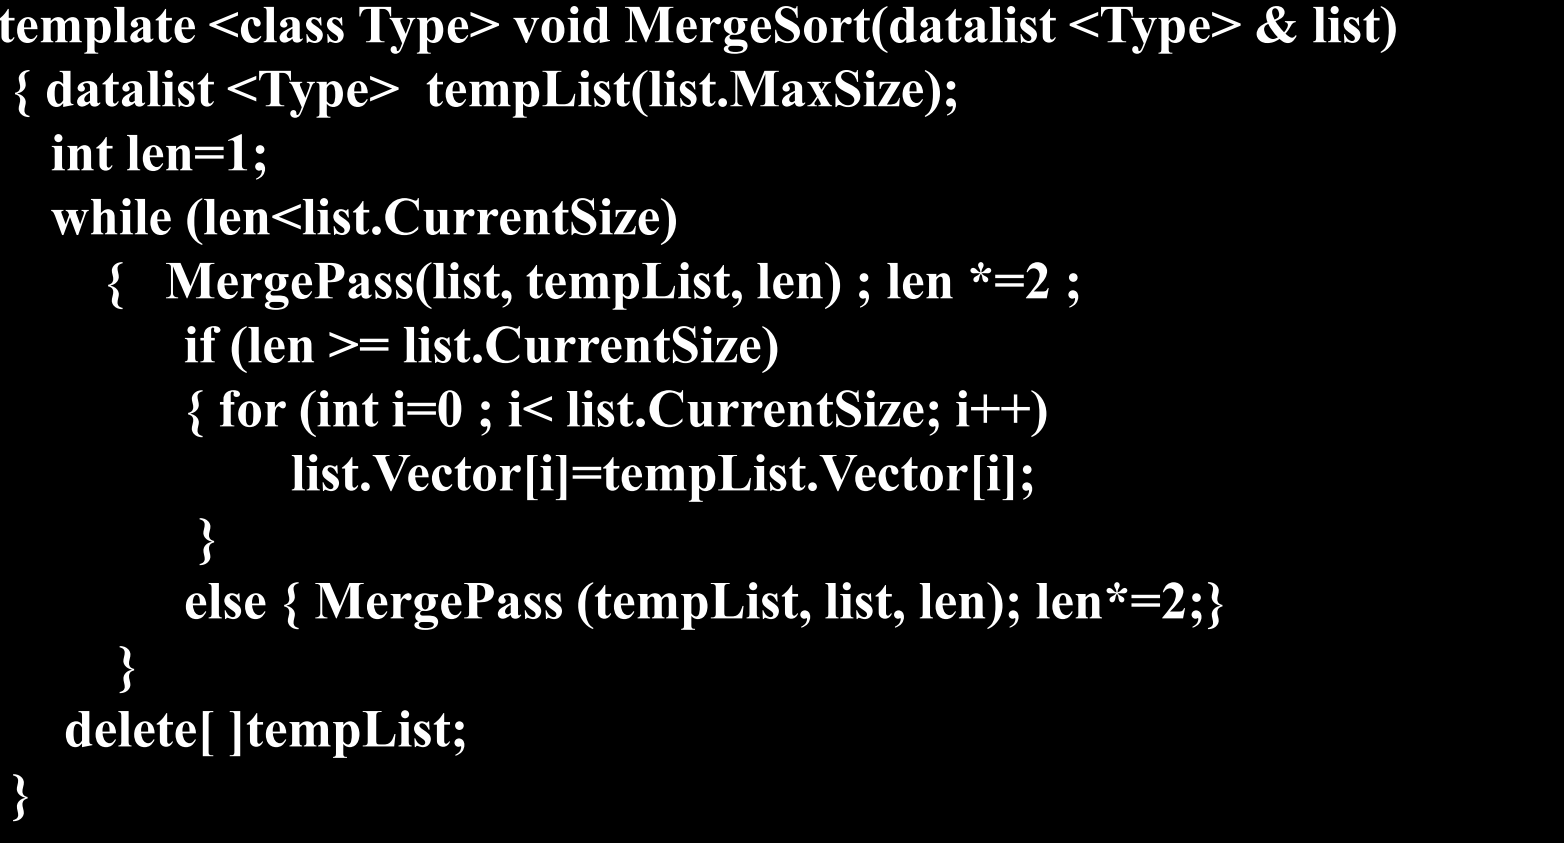 template <class Type> void MergeSort(datalist <Type> & list)
{ datalist <Type>  tempList(list.MaxSize);
int len=1;
while (len<list.CurrentSize)
{   MergePass(list, tempList, len) ; len *=2 ;
if (len >= list.CurrentSize)
{ for (int i=0 ; i< list.CurrentSize; i++)
list.Vector[i]=tempList.Vector[i];
}
else { MergePass (tempList, list, len); len*=2;}
}
delete[ ]tempList;
}